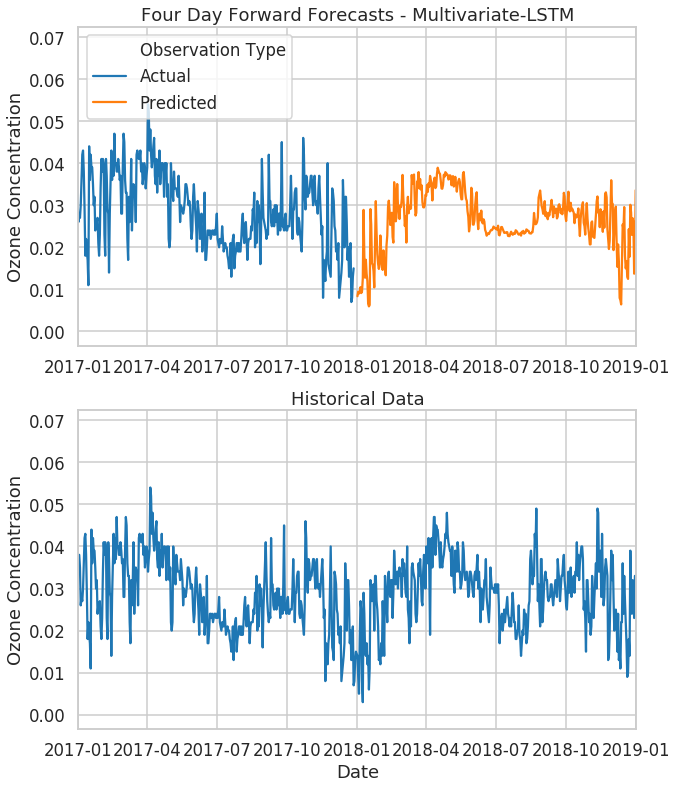 Four Day Forward Forecasts - Multivariate-LSTM
0.07
0.06
0.05
0.04
0.03
0.02
0.01
0.00
Ozone Concentration
Observation Type
Actual
Predicted
2017-01 2017-04 2017-07 2017-10 2018-01 2018-04 2018-07 2018-10 2019-01
Historical Data
0.07
0.06
0.05
0.04
0.03
0.02
0.01
0.00
Ozone Concentration
2017-01 2017-04 2017-07 2017-10 2018-01 2018-04 2018-07 2018-10 2019-01
Date